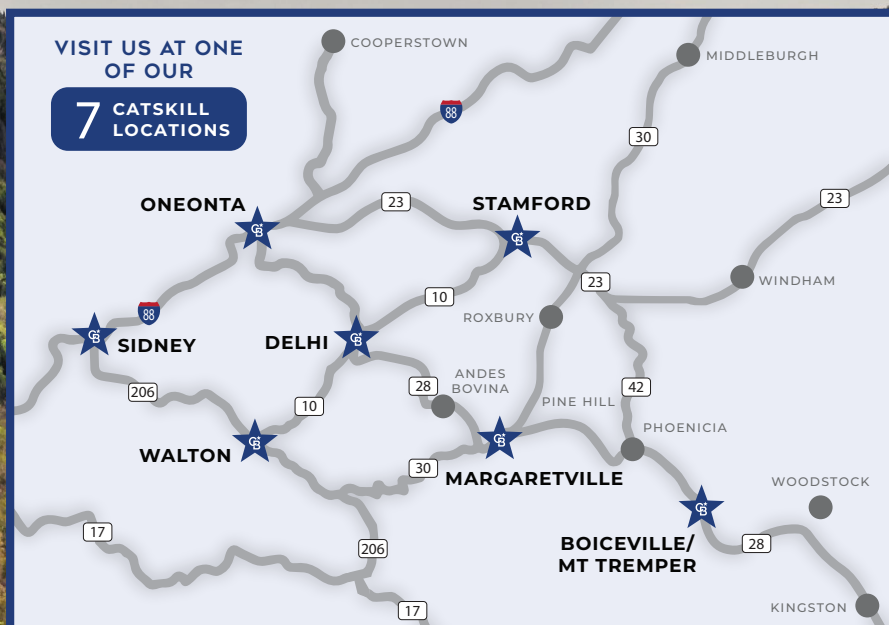 VISIT US AT ONE
OF OUR
7 CATSKILL
LOCATIONS
COOPERSTOWN
MIDDLEBURGH
88
30
ONEONTA
23
STAMFORD
23
23
WINDHAM
10
88
ROXBURY
SIDNEY
DELHI
ANDES
BOVINA
28
42
206
10
PINE HILL
PHOENICIA
WALTON
30
MARGARETVILLE
WOODSTOCK
17
206
BOICEVILLE/
MT TREMPER
28
17
KINGSTON